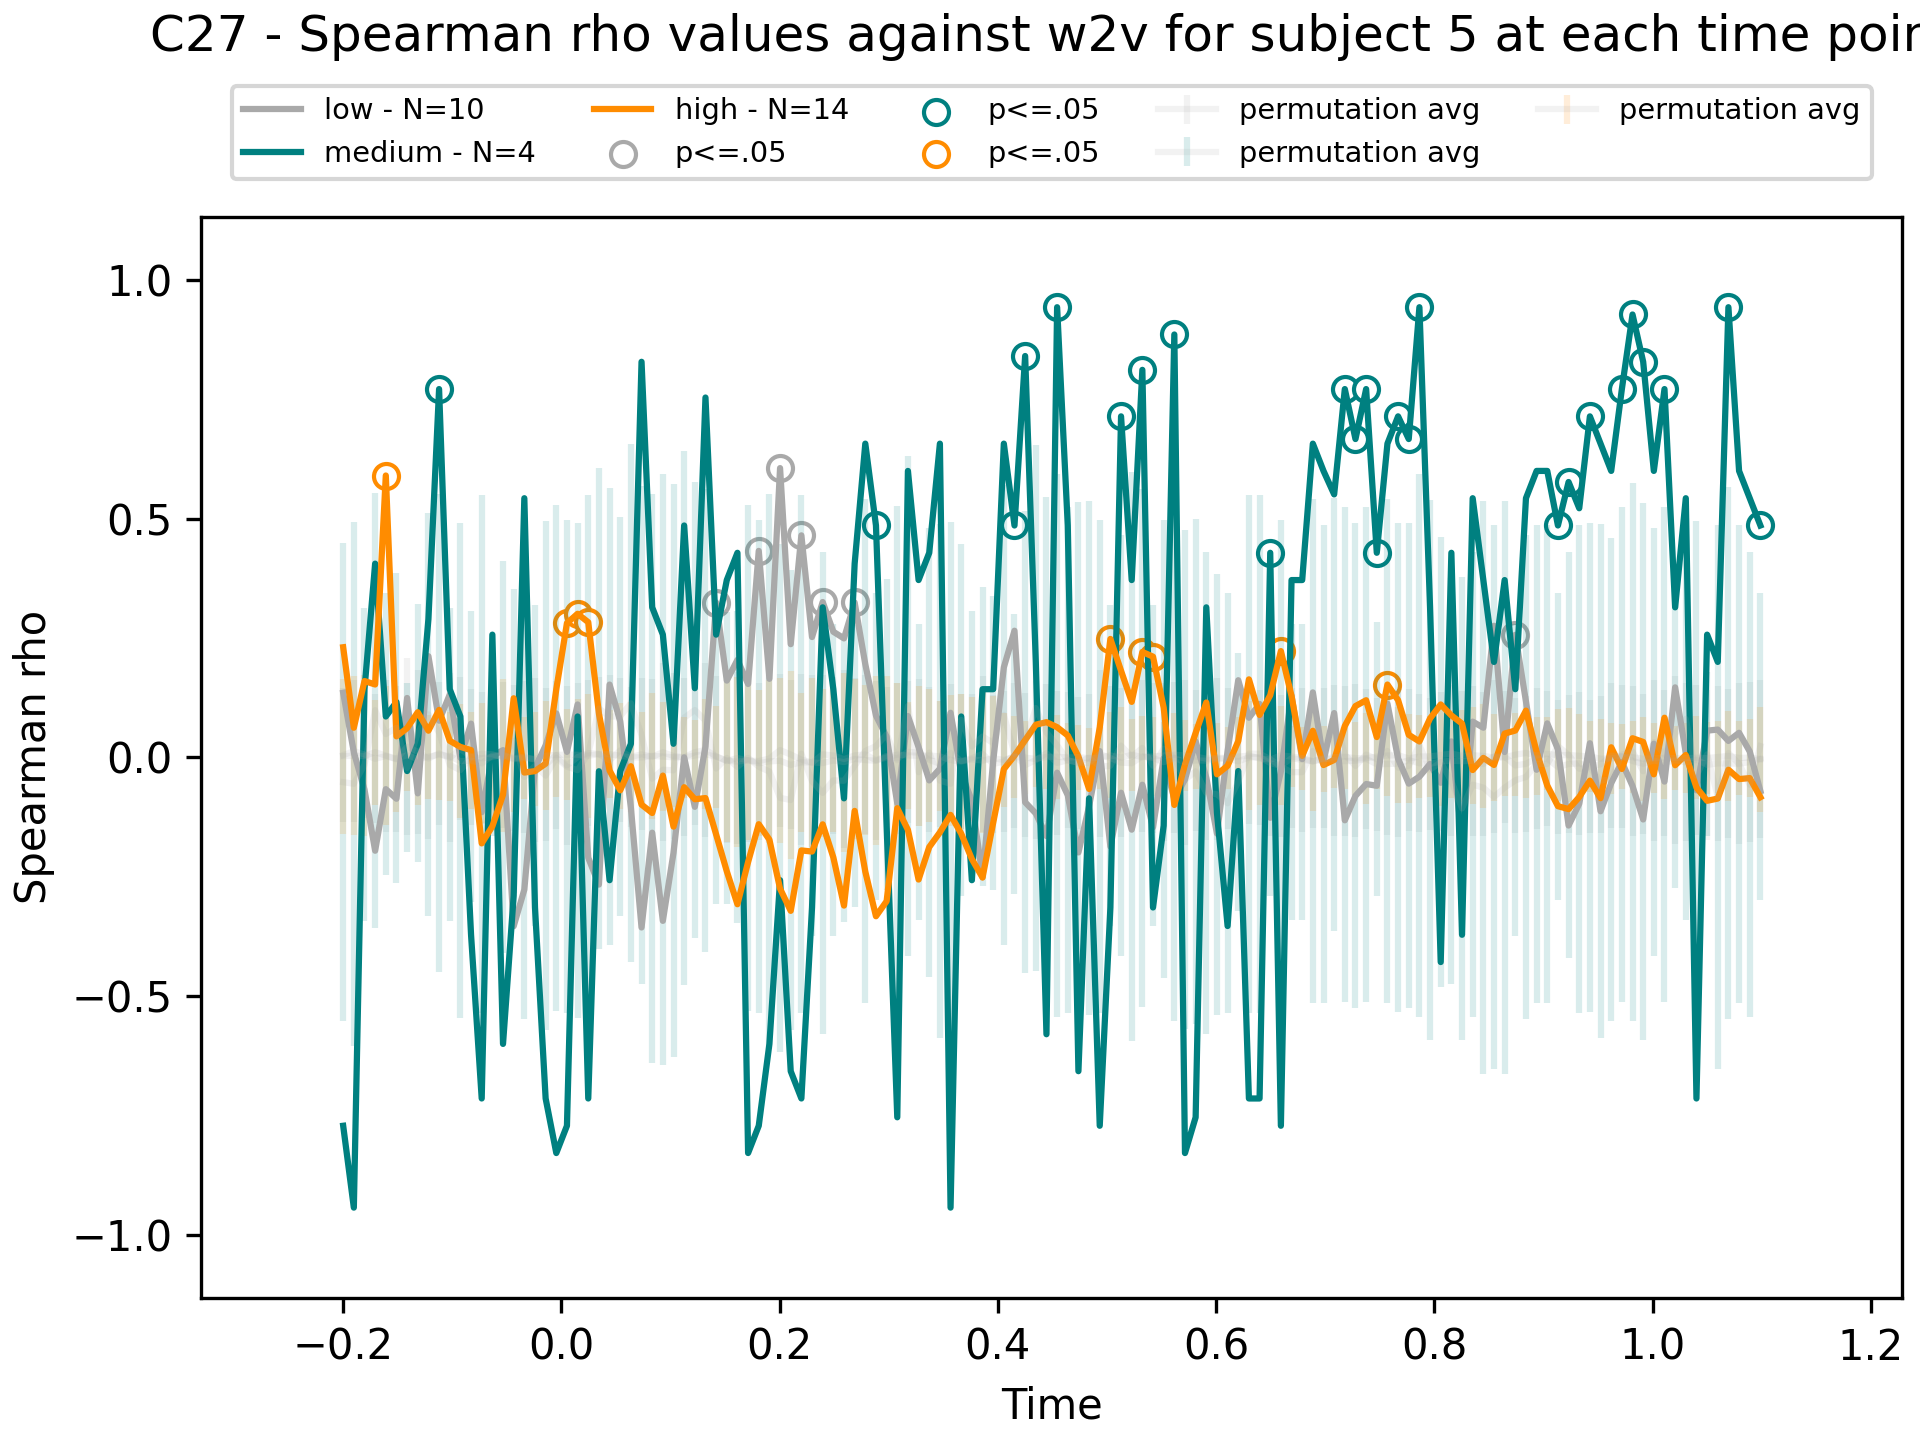 C27 - Spearman rho values against w2v for subject 5 at each time poin
low - N=10
medium - N=4
high - N=14
p<=.05
p<=.05
p<=.05
permutation avg
permutation avg
permutation avg
Spearman rho
1.0
0.5
0.0
−0.5
−1.0
−0.2 0.0 0.2 0.4 0.6 0.8 1.0 1.2
Time